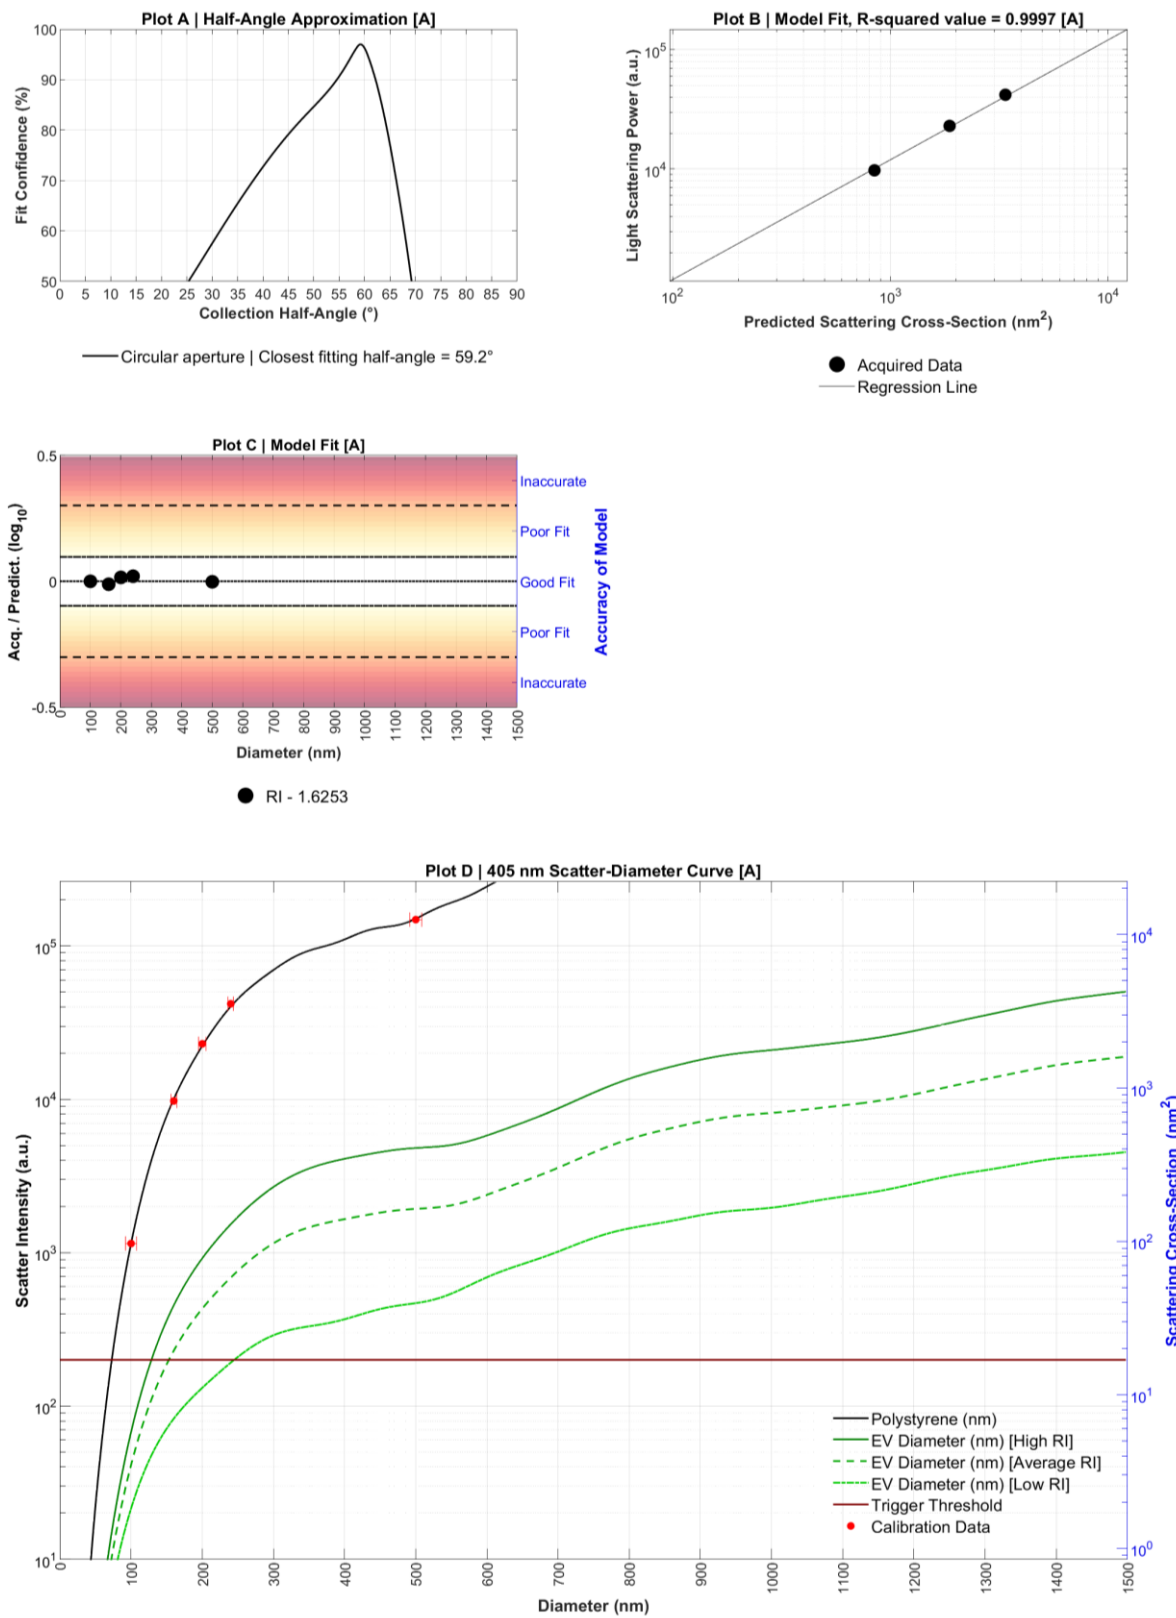 Plot A | Half-Angle Approximation [A]
100
90
80
70
60
50
Fit Confidence (%)
0 5 10 15 20 25 30 35 40 45 50 55 60 65 70 75 80 85 90
Collection Half-Angle (°)
Circular aperture | Closest fitting half-angle = 59.2°
Plot B | Model Fit, R-squared value = 0.9997 [A]
10^5
10^4
Light Scattering Power (a.u.)
10^2 10^3 10^4
Predicted Scattering Cross-Section (nm^2)
Acquired Data
Regression Line
Plot C | Model Fit [A]
0.5
0
-0.5
Acq. / Predict. (log_10)
Inaccurate
Poor Fit
Good Fit
Poor Fit
Inaccurate
Accuracy of Model
0 100 200 300 400 500 600 700 800 900 1000 1100 1200 1300 1400 1500
Diameter (nm)
RI - 1.6253
Plot D | 405 nm Scatter-Diameter Curve [A]
10^5
10^4
10^3
10^2
10^1
Scatter Intensity (a.u.)
10^4
10^3
10^2
10^1
10^0
Scattering Cross-Section (nm^2)
Polystyrene (nm)
EV Diameter (nm) [High RI]
EV Diameter (nm) [Average RI]
EV Diameter (nm) [Low RI]
Trigger Threshold
Calibration Data
0 100 200 300 400 500 600 700 800 900 1000 1100 1200 1300 1400 1500
Diameter (nm)